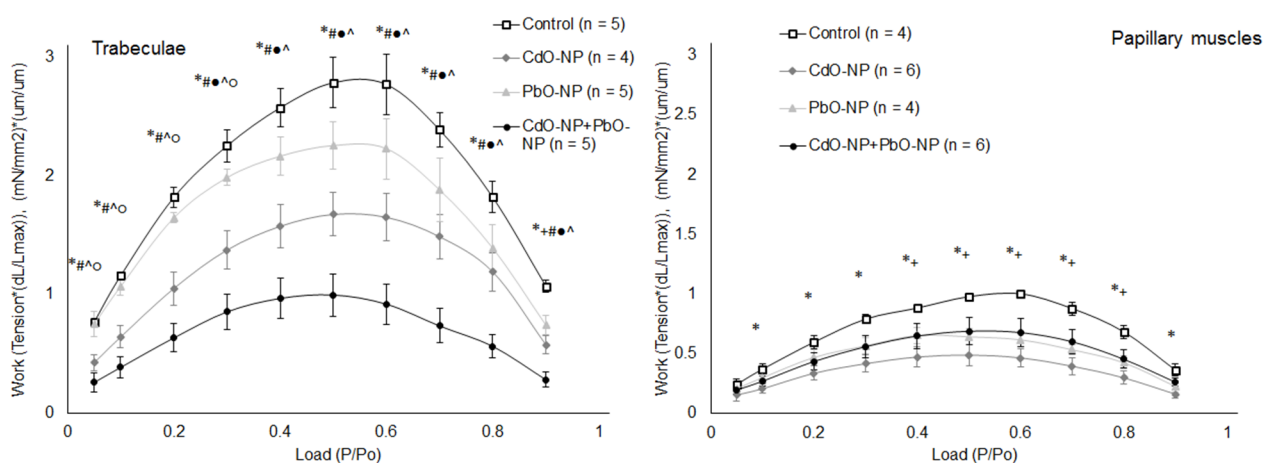 Trabeculae
Control (n = 5)
CdO-NP (n = 4)
PbO-NP (n = 5)
CdO-NP+PbO-
NP (n = 5)
*#^○
*#^○
*#^○
*#●^○
*#●^
*#●^
*#●^
*#●^
*#●^
*+#●^
Work (Tension*(dL/Lmax)), (mN/mm2)*(um/um)
3
2
1
0
0 0.2 0.4 0.6 0.8 1
Load (P/Po)
Papillary muscles
Control (n = 4)
CdO-NP (n = 6)
PbO-NP (n = 4)
CdO-NP+PbO-NP (n = 6)
*
*
*
*+
*+
*+
*+
*+
*
Work (Tension*(dL/Lmax)), (mN/mm2)*(um/um)
3
2.5
2
1.5
1
0.5
0
0 0.2 0.4 0.6 0.8 1
Load (P/Po)